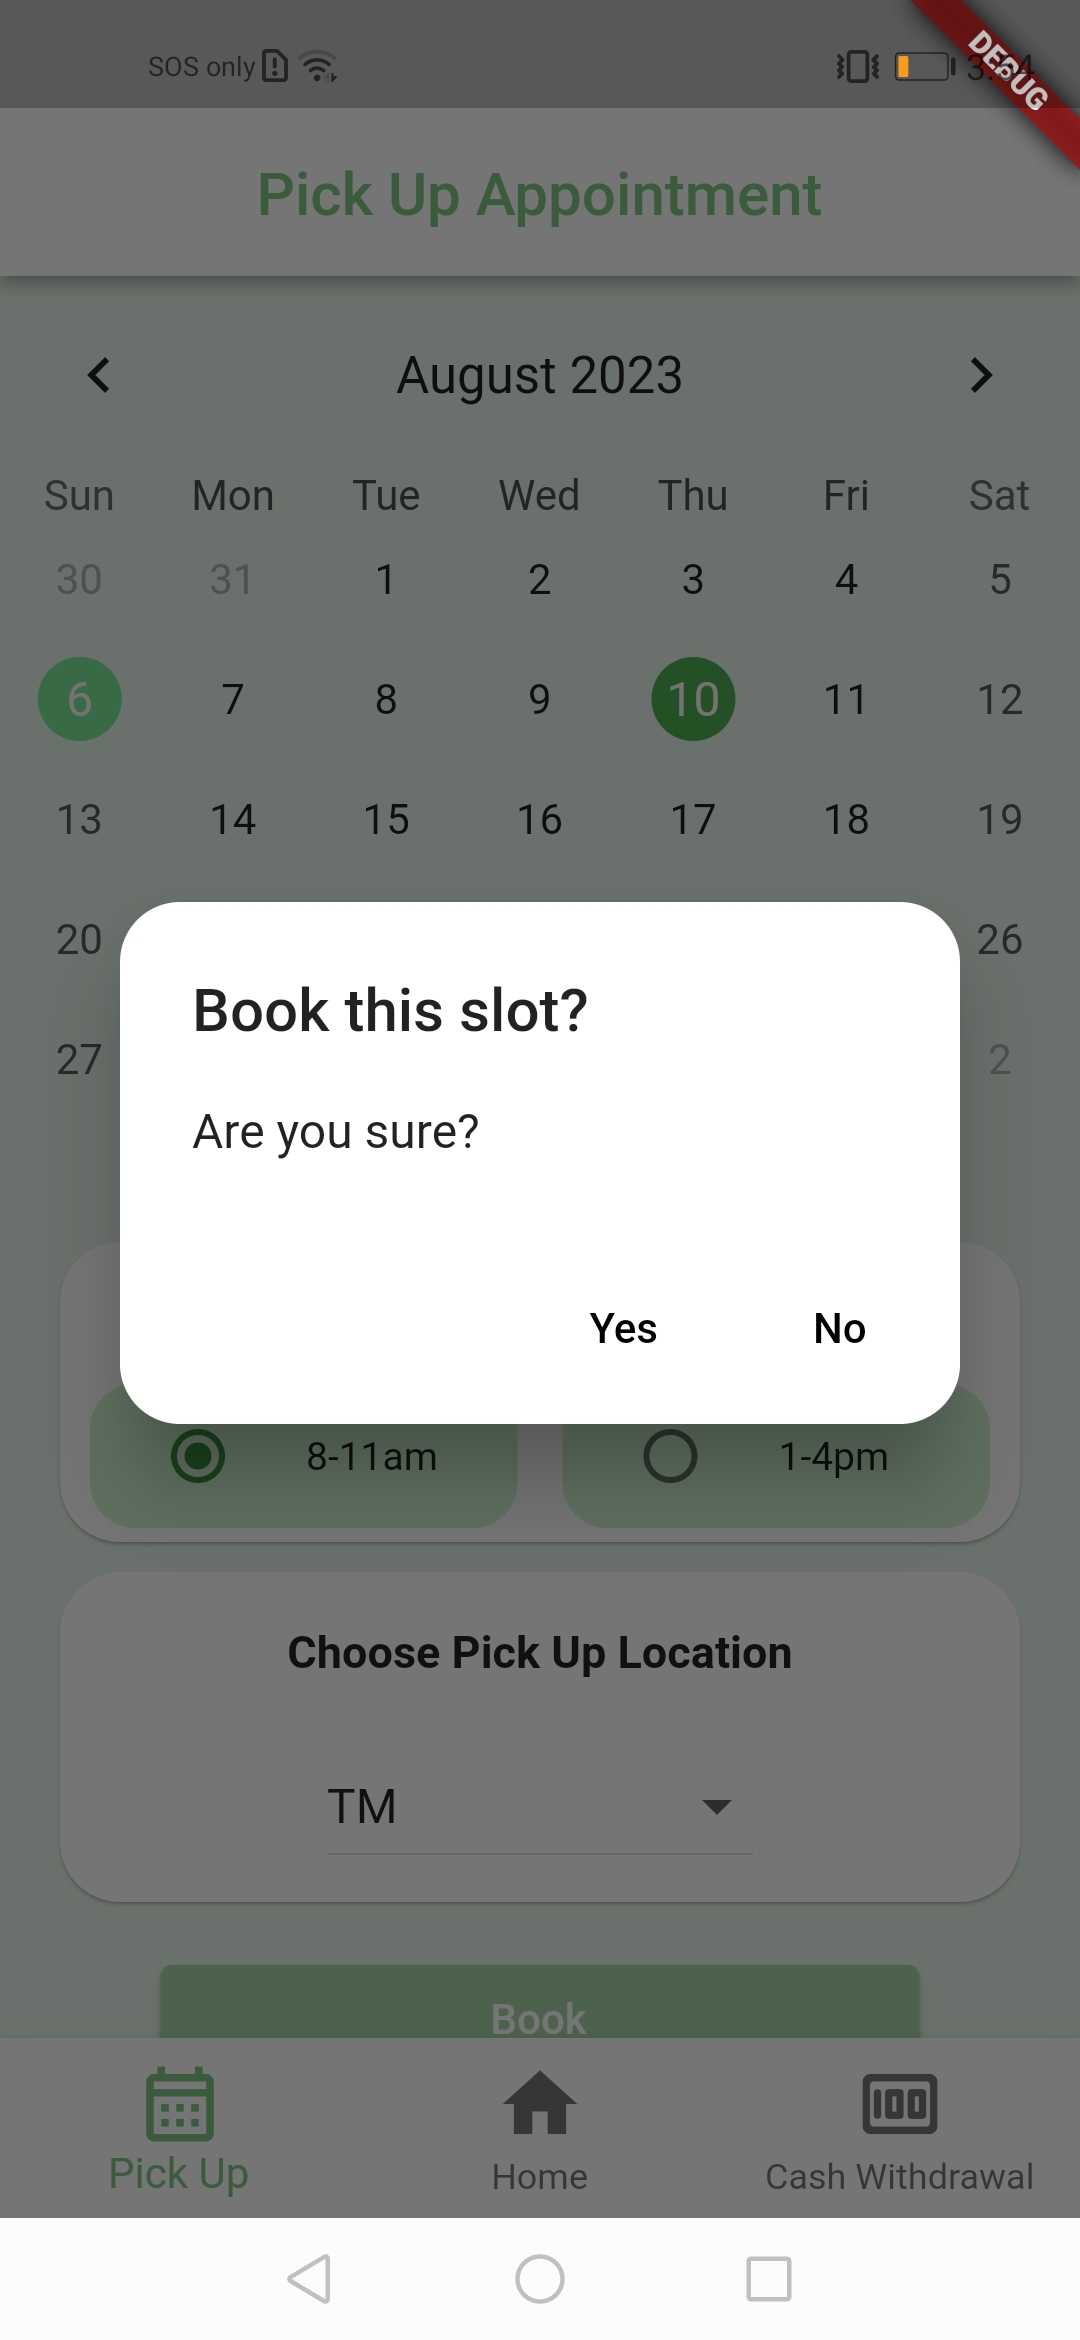 SOS only
DEBUG
Pick Up Appointment
August 2023
Sun Mon Tue Wed Thu Fri Sat
30 31 1 2 3 4 5
6 7 8 9 10 11 12
13 14 15 16 17 18 19
20 26
27 2
Book this slot?
Are you sure?
Yes No
8-11am 1-4pm
Choose Pick Up Location
TM
Book
Pick Up Home Cash Withdrawal